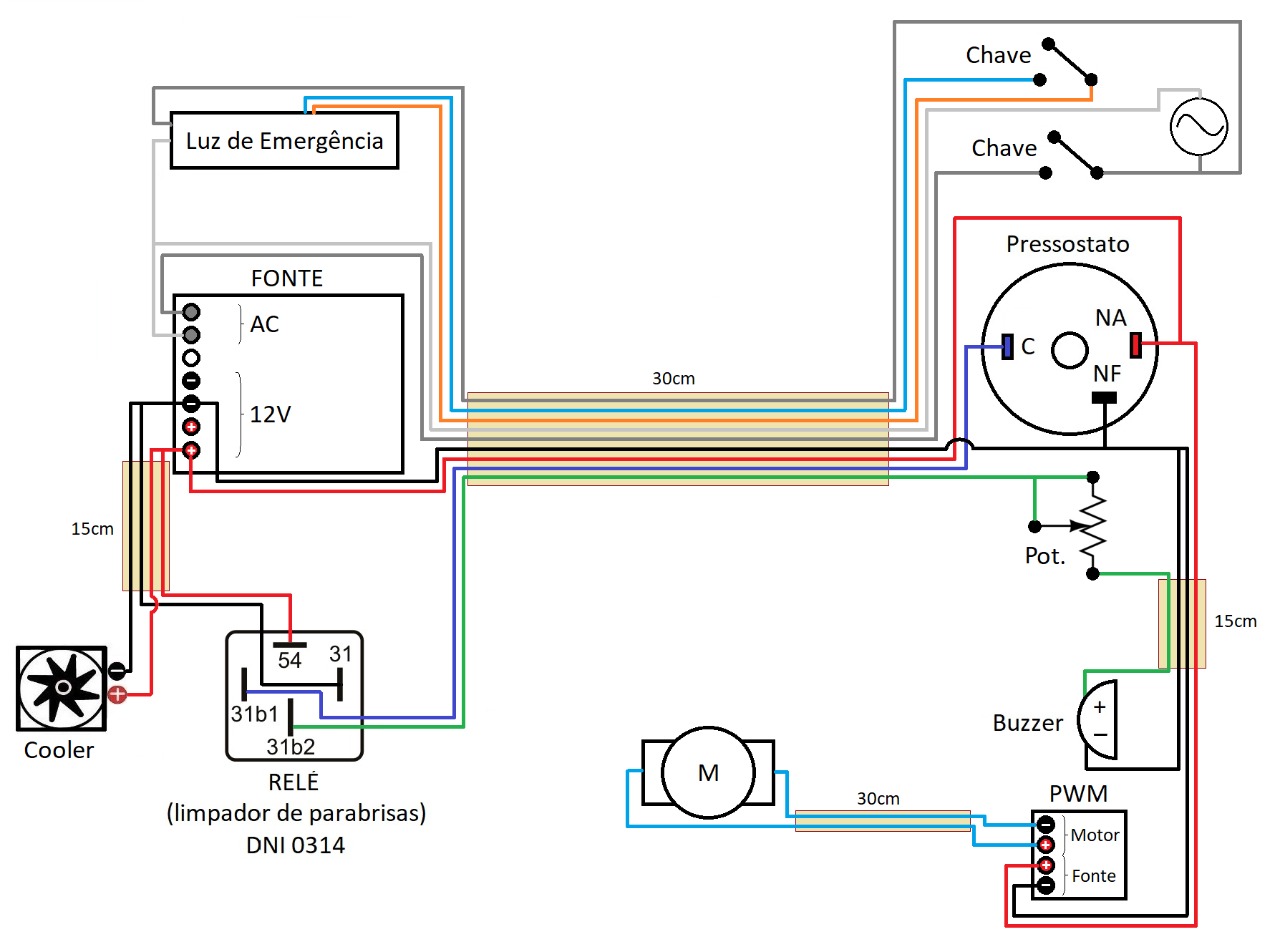 Chave
Luz de Emergência
Chave
Pressostato
FONTE
NA
AC
C
NF
30cm
12V
15cm
Pot.
15cm
54
31
31b1
31b2
Cooler
Buzzer
+
−
M
RELÉ
(limpador de parabrisas)
DNI 0314
30cm
PWM
Motor
Fonte